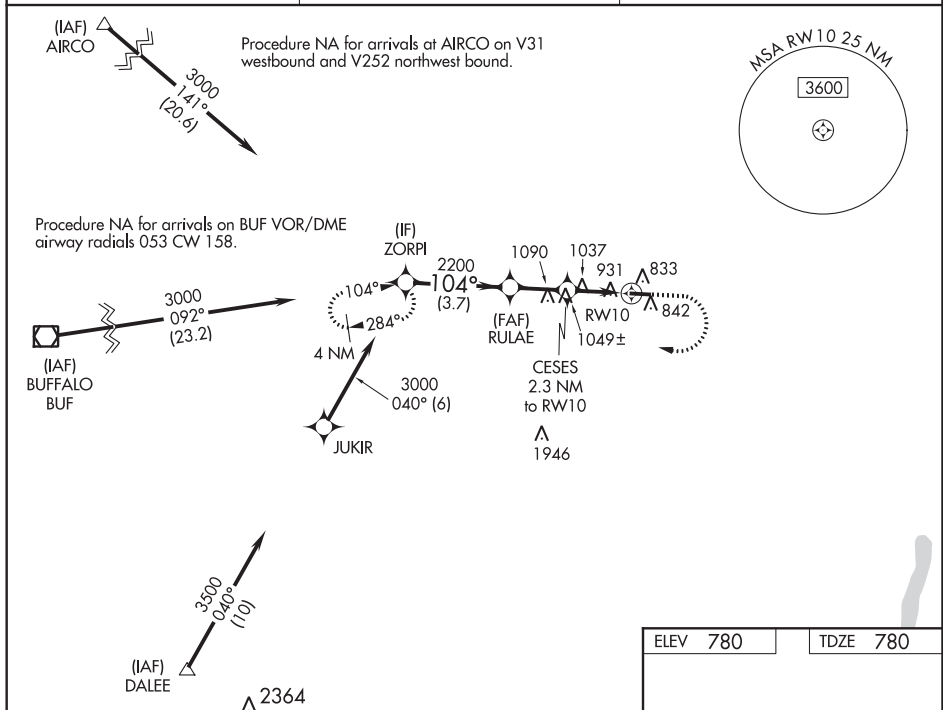 (IAF)
AIRCO
3000
141°
(20.6)
Procedure NA for arrivals at AIRCO on V31
westbound and V252 northwest bound.
MSA RW10 25 NM
3600
Procedure NA for arrivals on BUF VOR/DME
airway radials 053 CW 158.
3000
092°
(23.2)
(IAF)
BUFFALO
BUF
(IF)
ZORPI
104°
284°
4 NM
2200
104°
(3.7)
(FAF)
RULAE
1090
1037
931
833
842
RW10
1049±
CESES
2.3 NM
to RW10
1946
3000
040° (6)
JUKIR
3500
040°
(10)
(IAF)
DALEE
2364
ELEV 780
TDZE 780